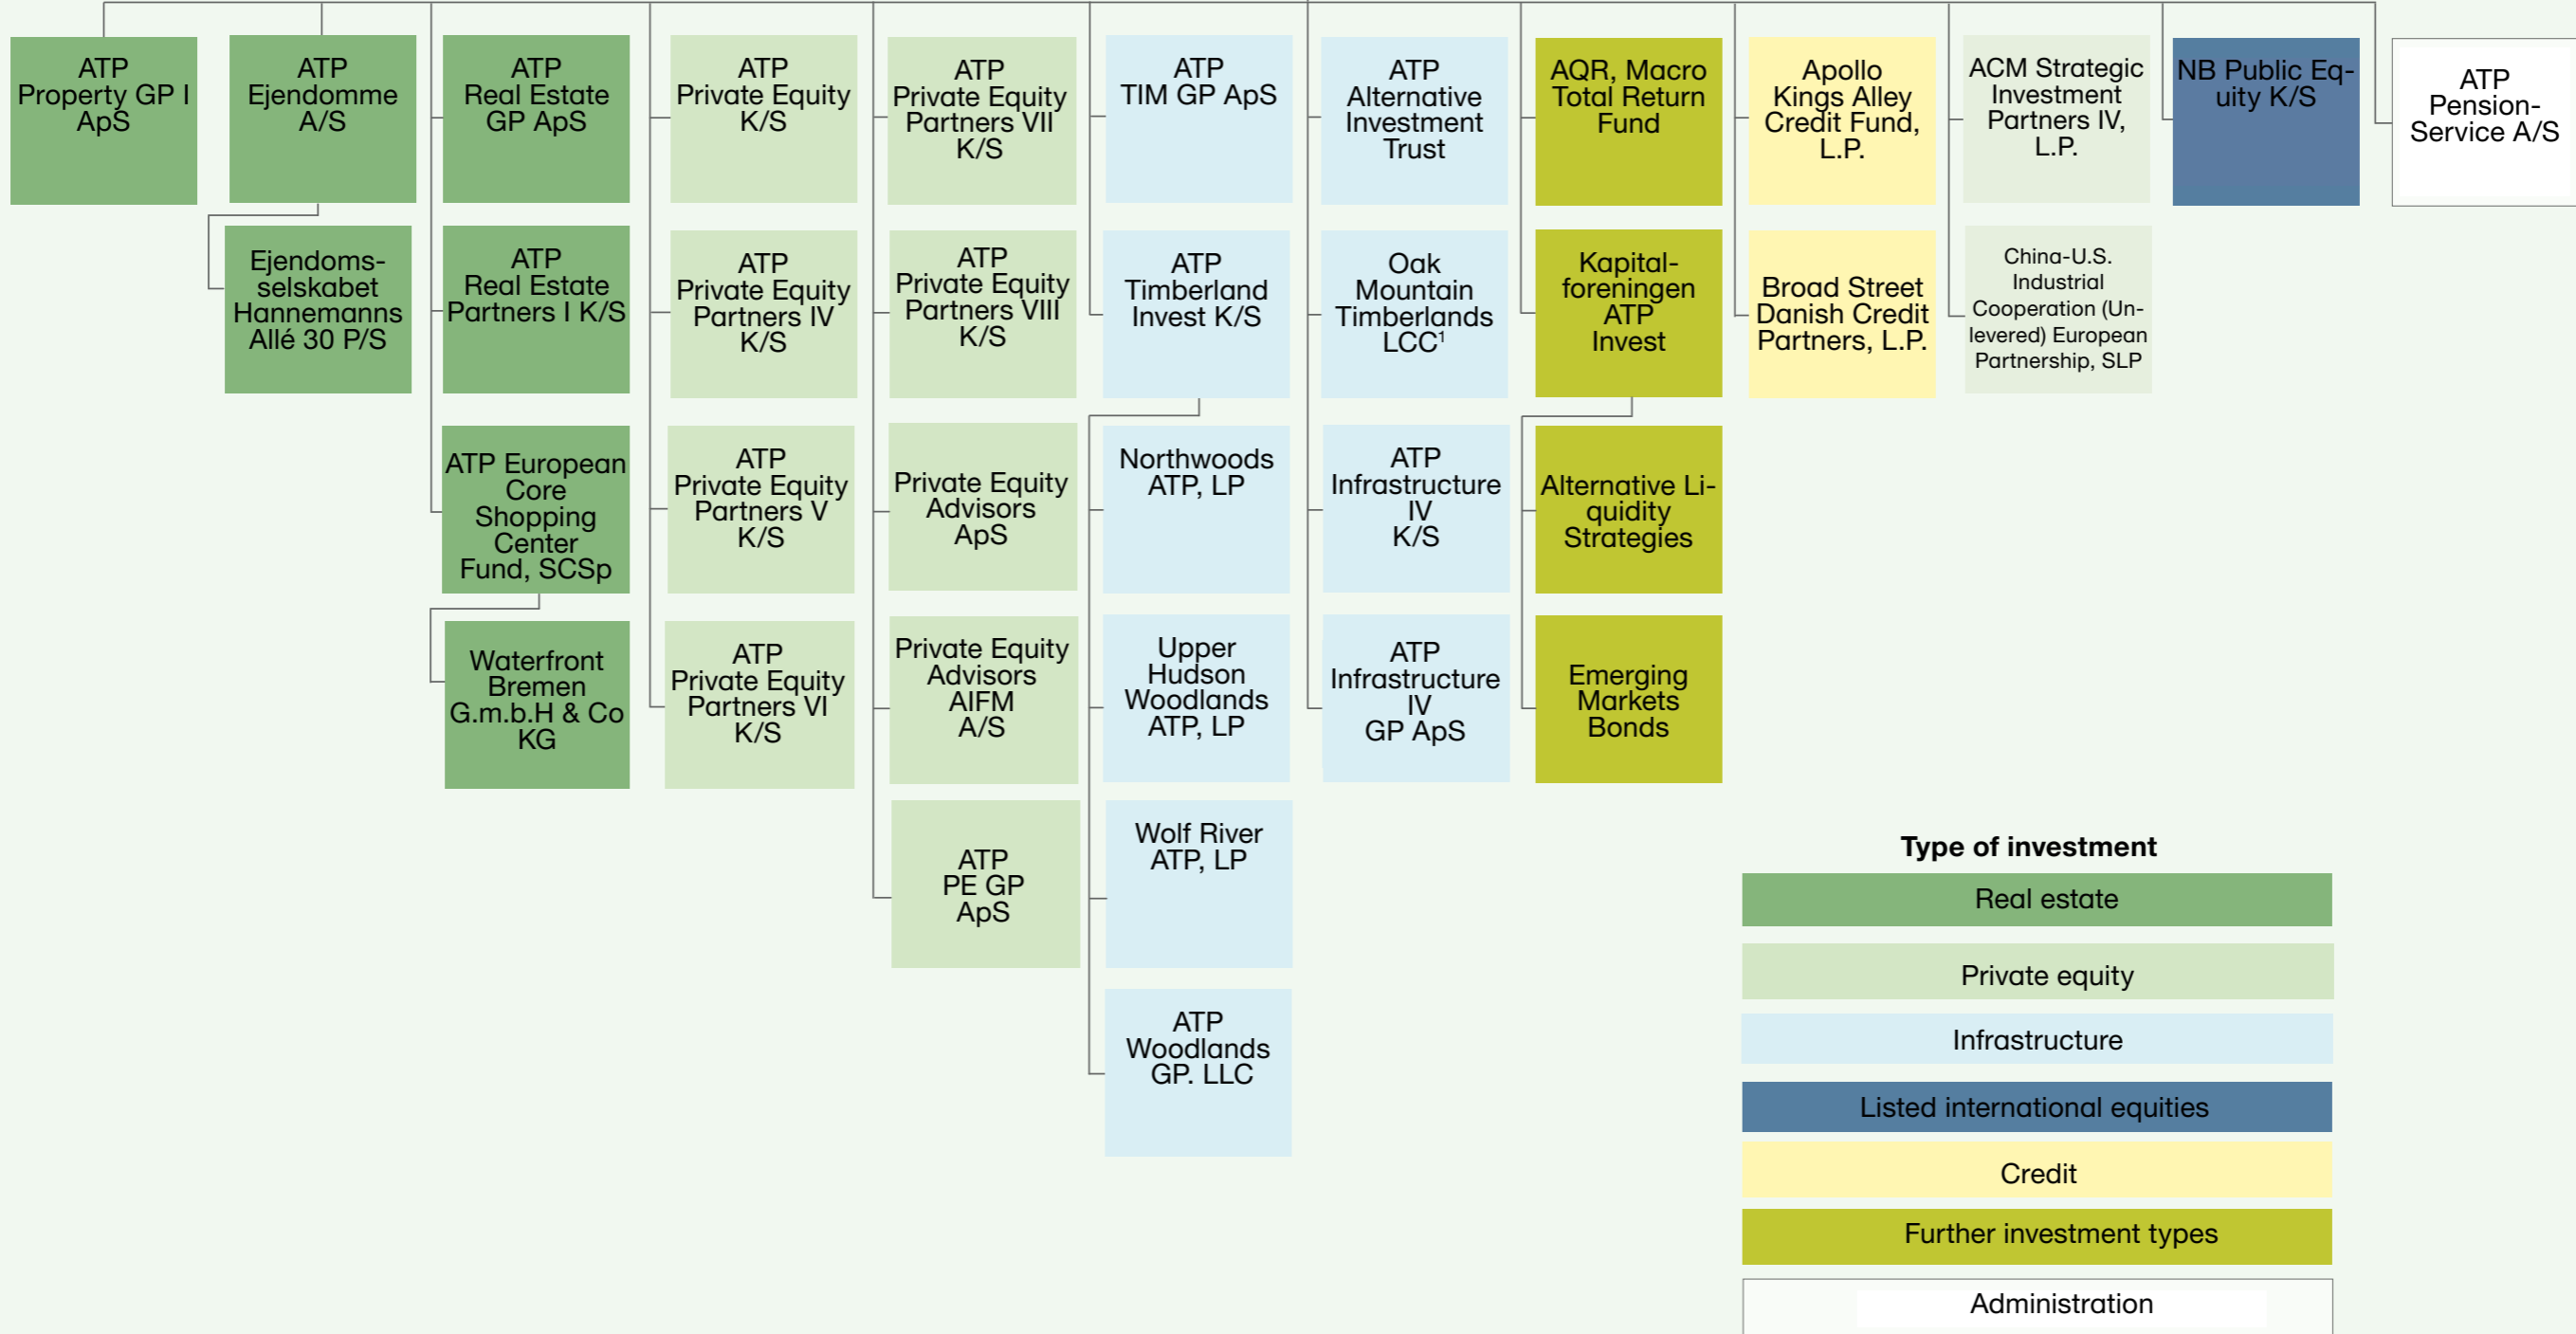 ATP
Property GP I
ApS
ATP
Ejendomme
A/S
ATP
Real Estate
GP ApS
ATP
Private Equity
K/S
ATP
Private Equity
Partners VII
K/S
ATP
TIM GP ApS
ATP
Alternative
Investment
Trust
AQR, Macro
Total Return
Fund
Apollo
Kings Alley
Credit Fund,
L.P.
ACM Strategic
Investment
Partners IV,
L.P.
NB Public Eq-
uity K/S
ATP
Pension-
Service A/S
Ejendoms-
selskabet
Hannemanns
Allé 30 P/S
ATP
Real Estate
Partners I K/S
ATP
Private Equity
Partners IV
K/S
ATP
Private Equity
Partners VIII
K/S
ATP
Timberland
Invest K/S
Oak
Mountain
Timberlands
LCC¹
Kapital-
foreningen
ATP
Invest
Broad Street
Danish Credit
Partners, L.P.
China-U.S.
Industrial
Cooperation (Un-
levered) European
Partnership, SLP
ATP European
Core
Shopping
Center
Fund, SCSp
ATP
Private Equity
Partners V
K/S
Private Equity
Advisors
ApS
Northwoods
ATP, LP
ATP
Infrastructure
IV
K/S
Alternative Li-
quidity
Strategies
Waterfront
Bremen
G.m.b.H & Co
KG
ATP
Private Equity
Partners VI
K/S
Private Equity
Advisors
AIFM
A/S
Upper
Hudson
Woodlands
ATP, LP
ATP
Infrastructure
IV
GP ApS
Emerging
Markets
Bonds
ATP
PE GP
ApS
Wolf River
ATP, LP
ATP
Woodlands
GP. LLC
Type of investment
Real estate
Private equity
Infrastructure
Listed international equities
Credit
Further investment types
Administration